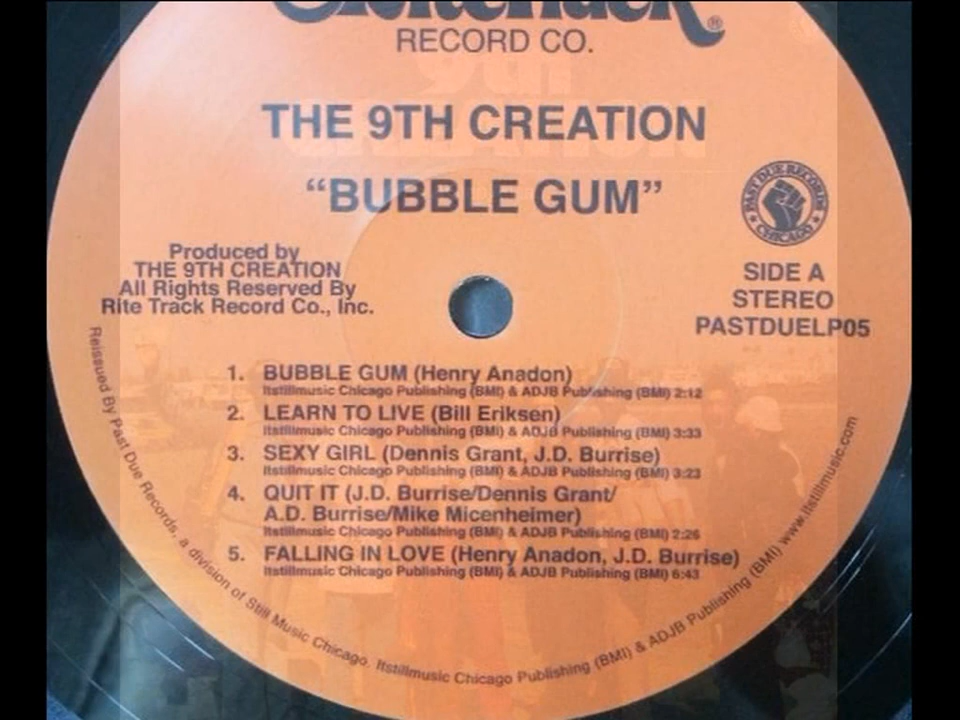 RECORD CO.
THE 9TH CREATION
“BUBBLE GUM”
PAST DUE RECORDS
CHICAGO
Produced by
THE 9TH CREATION
All Rights Reserved By
Rite Track Record Co., Inc.
SIDE A
STEREO
PASTDUELP05
1. BUBBLE GUM (Henry Anadon)
Itstillmusic Chicago Publishing (BMI) & ADJB Publishing (BMI) 2:12
2. LEARN TO LIVE (Bill Eriksen)
Itstillmusic Chicago Publishing (BMI) & ADJB Publishing (BMI) 3:33
3. SEXY GIRL (Dennis Grant, J.D. Burrise)
Itstillmusic Chicago Publishing (BMI) & ADJB Publishing (BMI) 3:23
4. QUIT IT (J.D. Burrise/Dennis Grant/
A.D. Burrise/Mike Micenheimer)
Itstillmusic Chicago Publishing (BMI) & ADJB Publishing (BMI) 2:26
5. FALLING IN LOVE (Henry Anadon, J.D. Burrise)
Itstillmusic Chicago Publishing (BMI) & ADJB Publishing (BMI) 6:43
Reissued By Past Due Records, a division of Still Music Chicago. Itstillmusic Chicago Publishing (BMI) & ADJB Publishing (BMI) www.itstillmusic.com